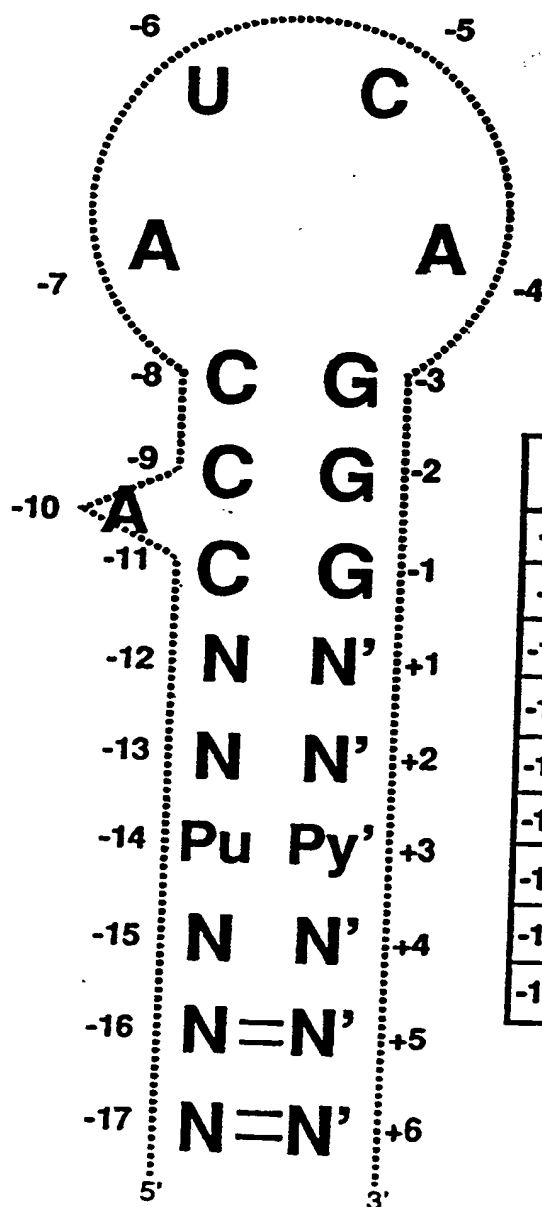 -6 -5
U C
A A
-7 -4
-8 C G -3
-9 C G -2
-10 A
-11 C G -1
-12 N N’ +1
-13 N N’ +2
-14 Pu Py’ +3
-15 N N’ +4
-16 N N’ +5
-17 N N’ +6
5' 3'